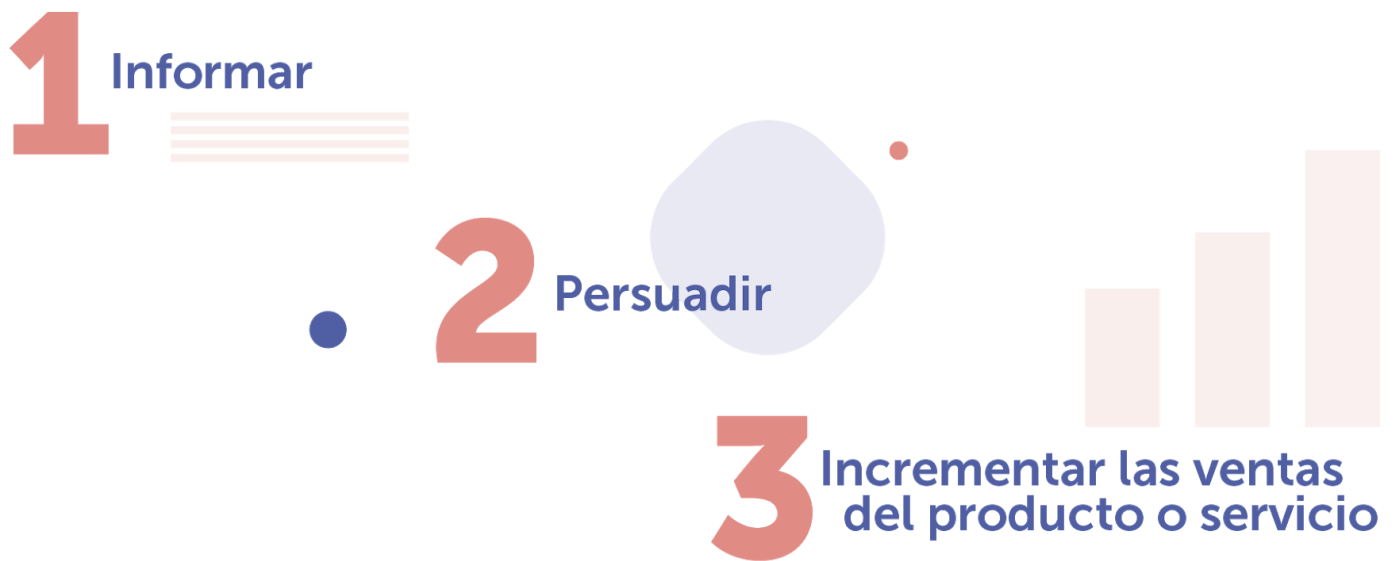 1 Informar
2 Persuadir
3 Incrementar las ventas
del producto o servicio